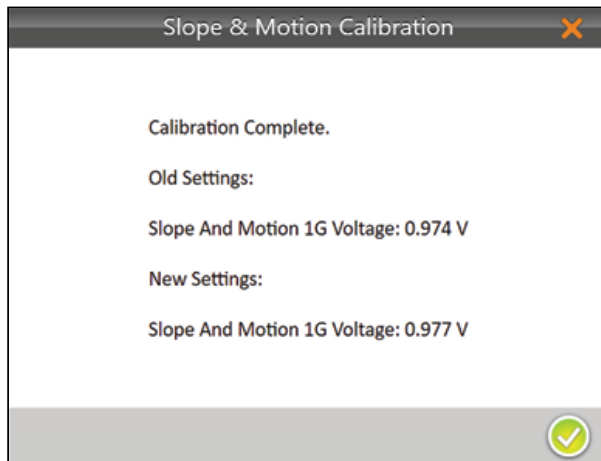 Slope & Motion Calibration
Calibration Complete.
Old Settings:
Slope And Motion 1G Voltage: 0.974 V
New Settings:
Slope And Motion 1G Voltage: 0.977 V